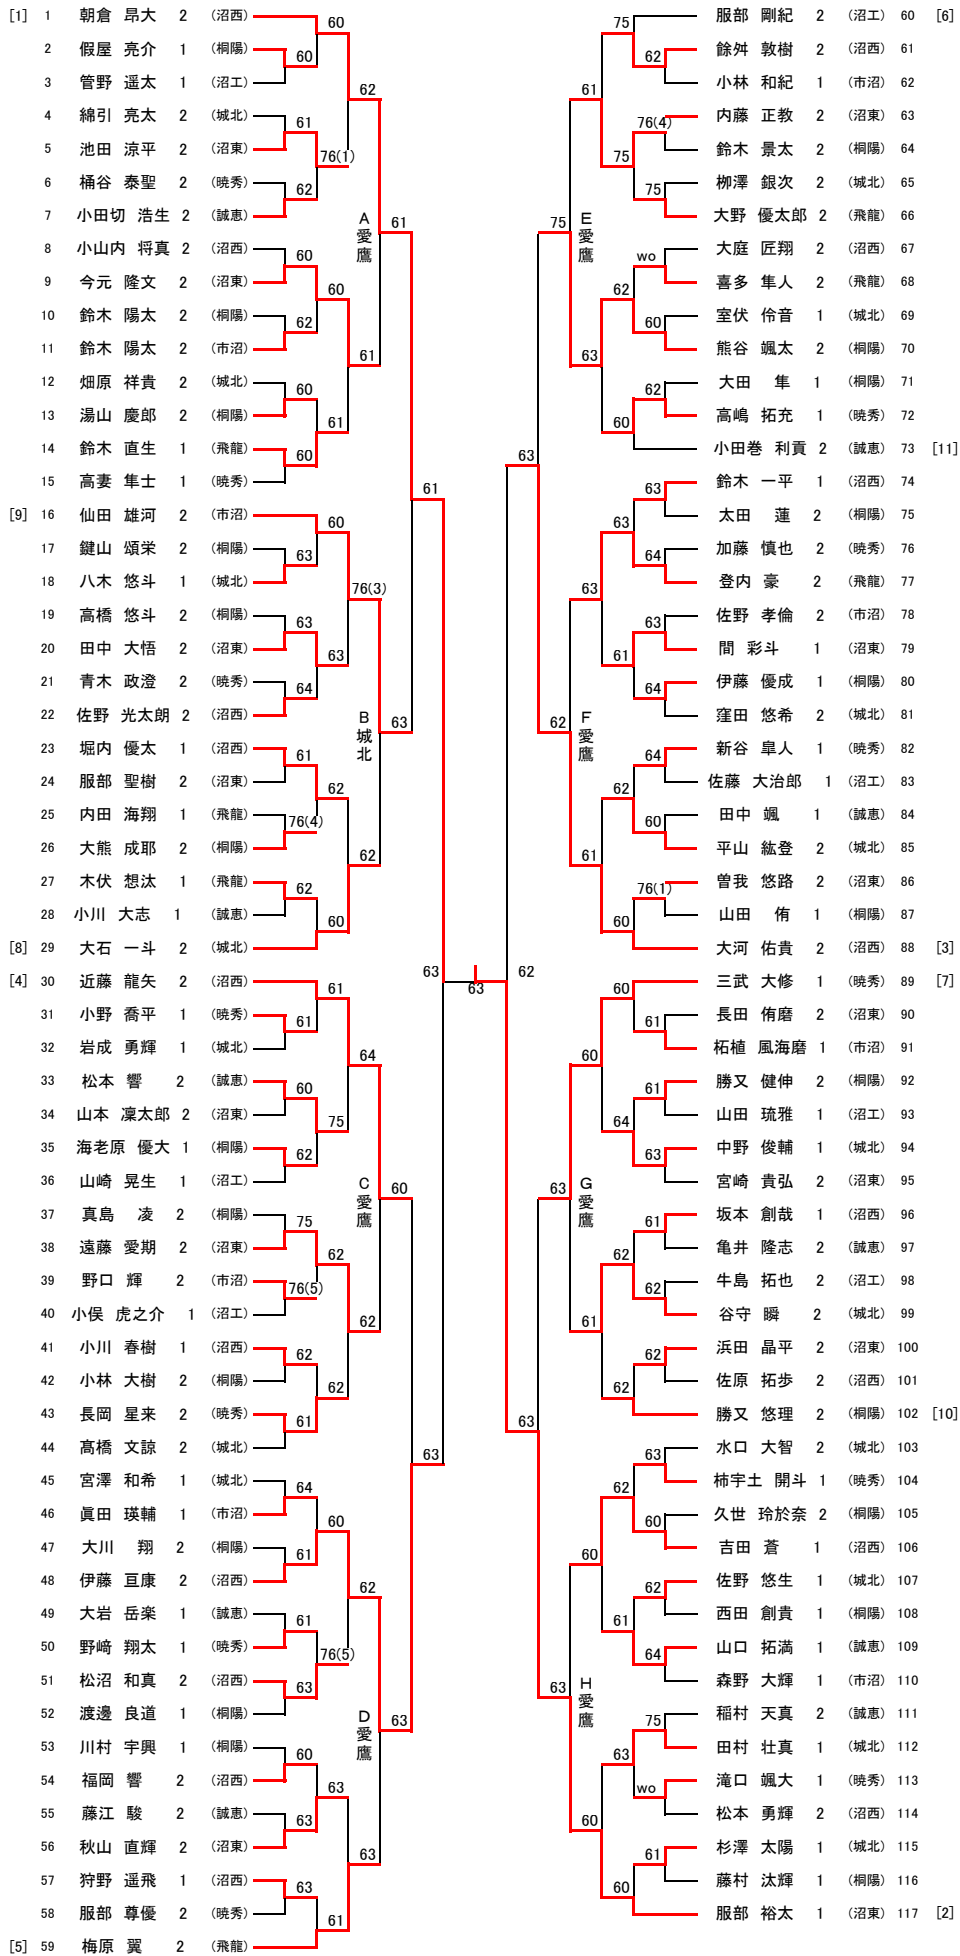 [1] 1 朝倉 昂大 2 (沼西)
2 假屋 亮介 1 (桐陽)
3 管野 遥太 1 (沼工)
4 綿引 亮太 2 (城北)
5 池田 涼平 2 (沼東)
6 桶谷 泰聖 2 (暁秀)
7 小田切 浩生 2 (誠恵)
8 小山内 将真 2 (沼西)
9 今元 隆文 2 (沼東)
10 鈴木 陽太 2 (桐陽)
11 鈴木 陽太 2 (市沼)
12 畑原 祥貴 2 (城北)
13 湯山 慶郎 2 (桐陽)
14 鈴木 直生 1 (飛龍)
15 高妻 隼士 1 (暁秀)
[9] 16 仙田 雄河 2 (市沼)
17 鍵山 頌栄 2 (桐陽)
18 八木 悠斗 1 (城北)
19 高橋 悠斗 2 (桐陽)
20 田中 大悟 2 (沼東)
21 青木 政澄 2 (暁秀)
22 佐野 光太朗 2 (沼西)
23 堀内 優太 1 (沼西)
24 服部 聖樹 2 (沼東)
25 内田 海翔 1 (飛龍)
26 大熊 成耶 2 (桐陽)
27 木伏 想汰 1 (飛龍)
28 小川 大志 1 (誠恵)
[8] 29 大石 一斗 2 (城北)
[4] 30 近藤 龍矢 2 (沼西)
31 小野 喬平 1 (暁秀)
32 岩成 勇輝 1 (城北)
33 松本 響 2 (誠恵)
34 山本 凜太郎 2 (沼東)
35 海老原 優大 1 (桐陽)
36 山崎 晃生 1 (沼工)
37 真島 凌 2 (桐陽)
38 遠藤 愛期 2 (沼東)
39 野口 輝 2 (市沼)
40 小俣 虎之介 1 (沼工)
41 小川 春樹 1 (沼西)
42 小林 大樹 2 (桐陽)
43 長岡 星来 2 (暁秀)
44 髙橋 文諒 2 (城北)
45 宮澤 和希 1 (城北)
46 眞田 瑛輔 1 (市沼)
47 大川 翔 2 (桐陽)
48 伊藤 亘康 2 (沼西)
49 大岩 岳楽 1 (誠恵)
50 野﨑 翔太 1 (暁秀)
51 松沼 和真 2 (沼西)
52 渡邊 良道 1 (桐陽)
53 川村 宇興 1 (桐陽)
54 福岡 響 2 (沼西)
55 藤江 駿 2 (誠恵)
56 秋山 直輝 2 (沼東)
57 狩野 遥飛 1 (沼西)
58 服部 尊優 2 (暁秀)
[5] 59 梅原 翼 2 (飛龍)
60
60
62
61
76(1)
62
A愛鷹
61
60
60
62
61
60
61
60
61
60
63
76(3)
63
63
64
B城北
63
61
62
76(4)
62
62
60
63
61
61
64
60
75
62
C愛鷹
60
75
62
76(5)
62
62
62
61
63
64
60
61
62
61
76(5)
63
D愛鷹
63
60
63
63
63
63
61
63
62
75
62
61
76(4)
75
75
75
E愛鷹
wo
62
60
63
62
60
63
63
63
64
63
63
61
64
62
F愛鷹
64
62
60
61
76(1)
60
60
61
60
61
64
63
63
G愛鷹
61
62
62
61
62
62
63
63
62
60
60
62
61
64
63
H愛鷹
75
63
wo
60
61
60
服部 剛紀 2 (沼工) 60 [6]
餘舛 敦樹 2 (沼西) 61
小林 和紀 1 (市沼) 62
内藤 正教 2 (沼東) 63
鈴木 景太 2 (桐陽) 64
栁澤 銀次 2 (城北) 65
大野 優太郎 2 (飛龍) 66
大庭 匠翔 2 (沼西) 67
喜多 隼人 2 (飛龍) 68
室伏 伶音 1 (城北) 69
熊谷 颯太 2 (桐陽) 70
大田 隼 1 (桐陽) 71
高嶋 拓充 1 (暁秀) 72
小田巻 利貢 2 (誠恵) 73 [11]
鈴木 一平 1 (沼西) 74
太田 蓮 2 (桐陽) 75
加藤 慎也 2 (暁秀) 76
登内 豪 2 (飛龍) 77
佐野 孝倫 2 (市沼) 78
間 彩斗 1 (沼東) 79
伊藤 優成 1 (桐陽) 80
窪田 悠希 2 (城北) 81
新谷 皐人 1 (暁秀) 82
佐藤 大治郎 1 (沼工) 83
田中 颯 1 (誠恵) 84
平山 紘登 2 (城北) 85
曽我 悠路 2 (沼東) 86
山田 侑 1 (桐陽) 87
大河 佑貴 2 (沼西) 88 [3]
三武 大修 1 (暁秀) 89 [7]
長田 侑磨 2 (沼東) 90
柘植 風海磨 1 (市沼) 91
勝又 健伸 2 (桐陽) 92
山田 琉雅 1 (沼工) 93
中野 俊輔 1 (城北) 94
宮崎 貴弘 2 (沼東) 95
坂本 創哉 1 (沼西) 96
亀井 隆志 2 (誠恵) 97
牛島 拓也 2 (沼工) 98
谷守 瞬 2 (城北) 99
浜田 晶平 2 (沼東) 100
佐原 拓歩 2 (沼西) 101
勝又 悠理 2 (桐陽) 102 [10]
水口 大智 2 (城北) 103
柿宇土 開斗 1 (暁秀) 104
久世 玲於奈 2 (桐陽) 105
吉田 蒼 1 (沼西) 106
佐野 悠生 1 (城北) 107
西田 創貴 1 (桐陽) 108
山口 拓満 1 (誠恵) 109
森野 大輝 1 (市沼) 110
稲村 天真 2 (誠恵) 111
田村 壮真 1 (城北) 112
滝口 颯大 1 (暁秀) 113
松本 勇輝 2 (沼西) 114
杉澤 太陽 1 (城北) 115
藤村 汰輝 1 (桐陽) 116
服部 裕太 1 (沼東) 117 [2]